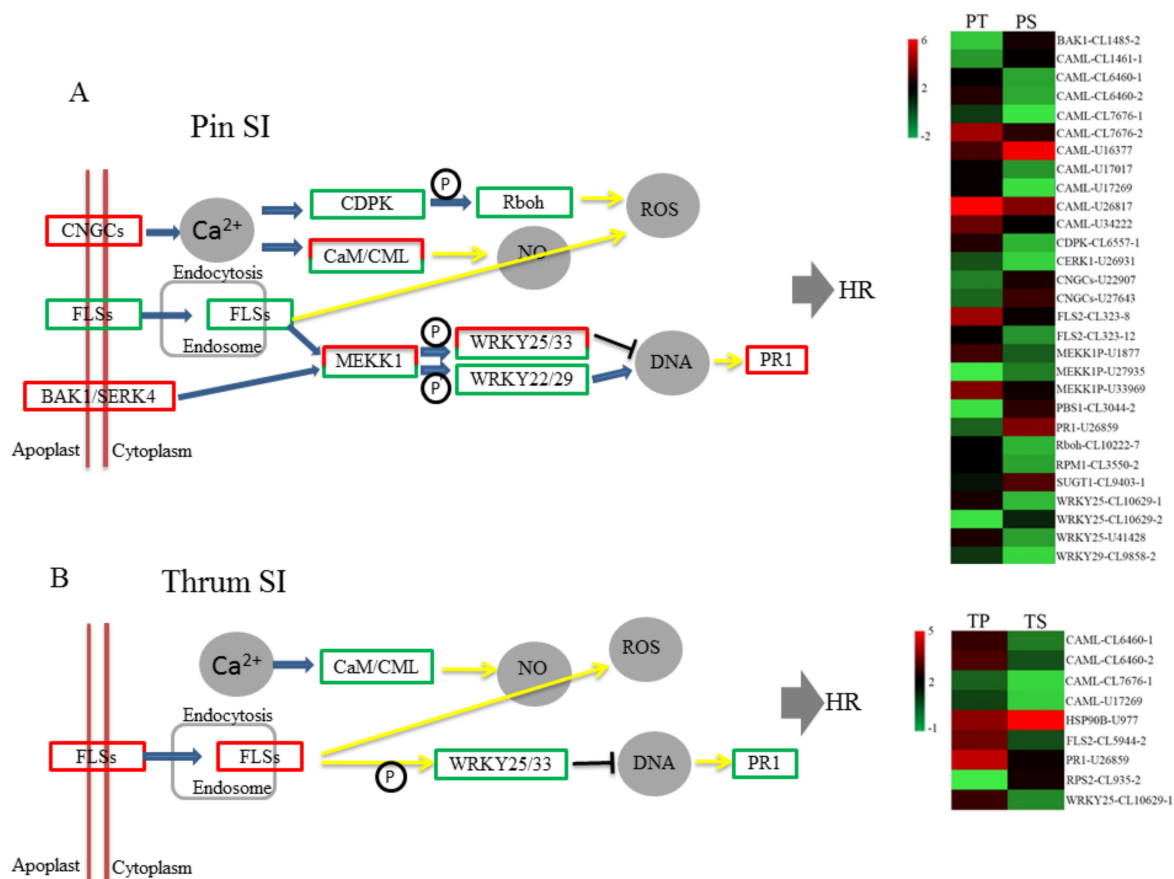 A
Pin SI
CNGCs
Ca2+
CDPK
P
Rboh
ROS
CaM/CML
NO
Endocytosis
FLSs
FLSs
Endosome
MEKK1
P
P
WRKY25/33
WRKY22/29
DNA
PR1
BAK1/SERK4
Apoplast
Cytoplasm
HR
PT PS
6
2
-2
BAK1-CL1485-2
CAML-CL1461-1
CAML-CL6460-1
CAML-CL6460-2
CAML-CL7676-1
CAML-CL7676-2
CAML-U16377
CAML-U17017
CAML-U17269
CAML-U26817
CAML-U34222
CDPK-CL6557-1
CERK1-U26931
CNGCs-U22907
CNGCs-U27643
FLS2-CL323-8
FLS2-CL323-12
MEKK1P-U1877
MEKK1P-U27935
MEKK1P-U33969
PBS1-CL3044-2
PR1-U26859
Rboh-CL10222-7
RPM1-CL3550-2
SUGT1-CL9403-1
WRKY25-CL10629-1
WRKY25-CL10629-2
WRKY25-U41428
WRKY29-CL9858-2
B
Thrum SI
Ca2+
CaM/CML
NO
ROS
Endocytosis
FLSs
FLSs
Endosome
P
WRKY25/33
DNA
PR1
Apoplast
Cytoplasm
HR
TP TS
5
2
-1
CAML-CL6460-1
CAML-CL6460-2
CAML-CL7676-1
CAML-U17269
HSP90B-U977
FLS2-CL5944-2
PR1-U26859
RPS2-CL935-2
WRKY25-CL10629-1